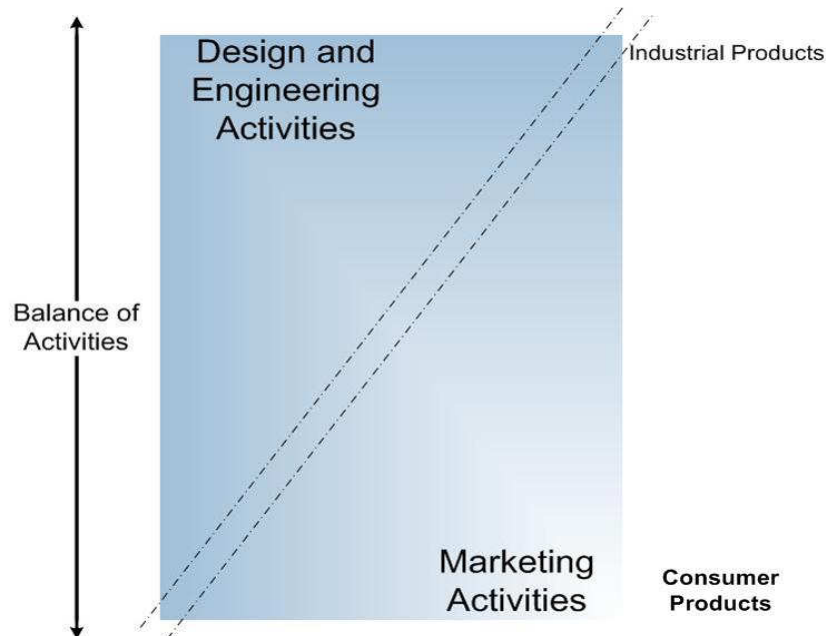 Design and
Engineering
Activities
Industrial Products
Balance of
Activities
Marketing
Activities
Consumer
Products